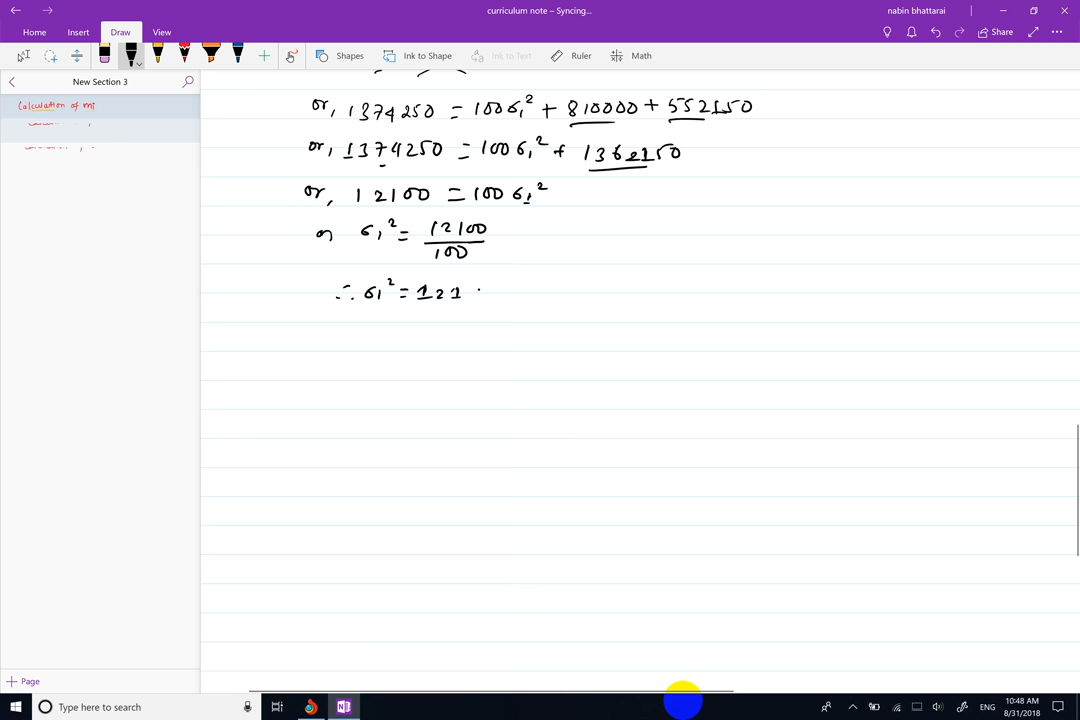 curriculum note – Syncing...
nabin bhattarai
Home Insert Draw View
Share
Shapes Ink to Shape Ink to Text Ruler Math
New Section 3
Calculation of mi
or, 1374250 = 100σ₁² + 810000 + 552150
or, 1374250 = 100σ₁² + 1362150
or, 12100 = 100σ₁²
or σ₁² = 12100
100
∴ σ₁² = 121
+ Page
Type here to search
ENG
10:48 AM
8/31/2018